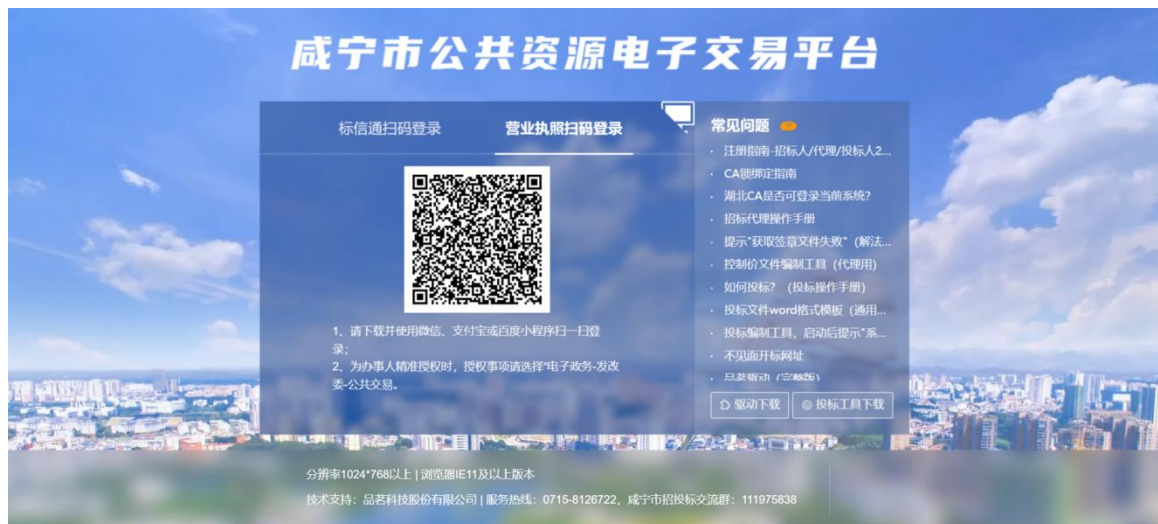 咸宁市公共资源电子交易平台
标信通扫码登录
营业执照扫码登录
1、请下载并使用微信、支付宝或百度小程序扫一扫登
录;
2、为办事人精准授权时，授权事项请选择“电子政务-发改
委-公共交易。
常见问题
· 注册指南-招标人/代理/投标人2...
· CA锁绑定指南
· 湖北CA是否可登录当前系统?
· 招标代理操作手册
· 提示“获取签章文件失败”（解法...
· 控制价文件编制工具（代理用）
· 如何投标？（投标操作手册）
· 投标文件word格式模板（通用...
· 投标编制工具，启动后提示“系...
· 不见面开标网址
· 品茗驱动（完整版）
驱动下载
投标工具下载
分辨率1024*768以上 | 浏览器IE11及以上版本
技术支持：品茗科技股份有限公司 | 服务热线：0715-8126722，咸宁市招投标交流群：111975838